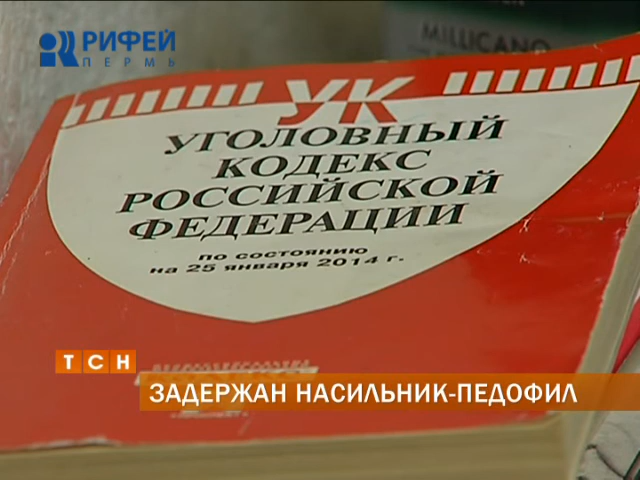 РИФЕЙ
ПЕРМЬ
MILLICANO
УК
УГОЛОВНЫЙ
КОДЕКС
РОССИЙСКОЙ
ФЕДЕРАЦИИ
по состоянию
на 25 января 2014 г.
ТСН
ЗАДЕРЖАН НАСИЛЬНИК-ПЕДОФИЛ